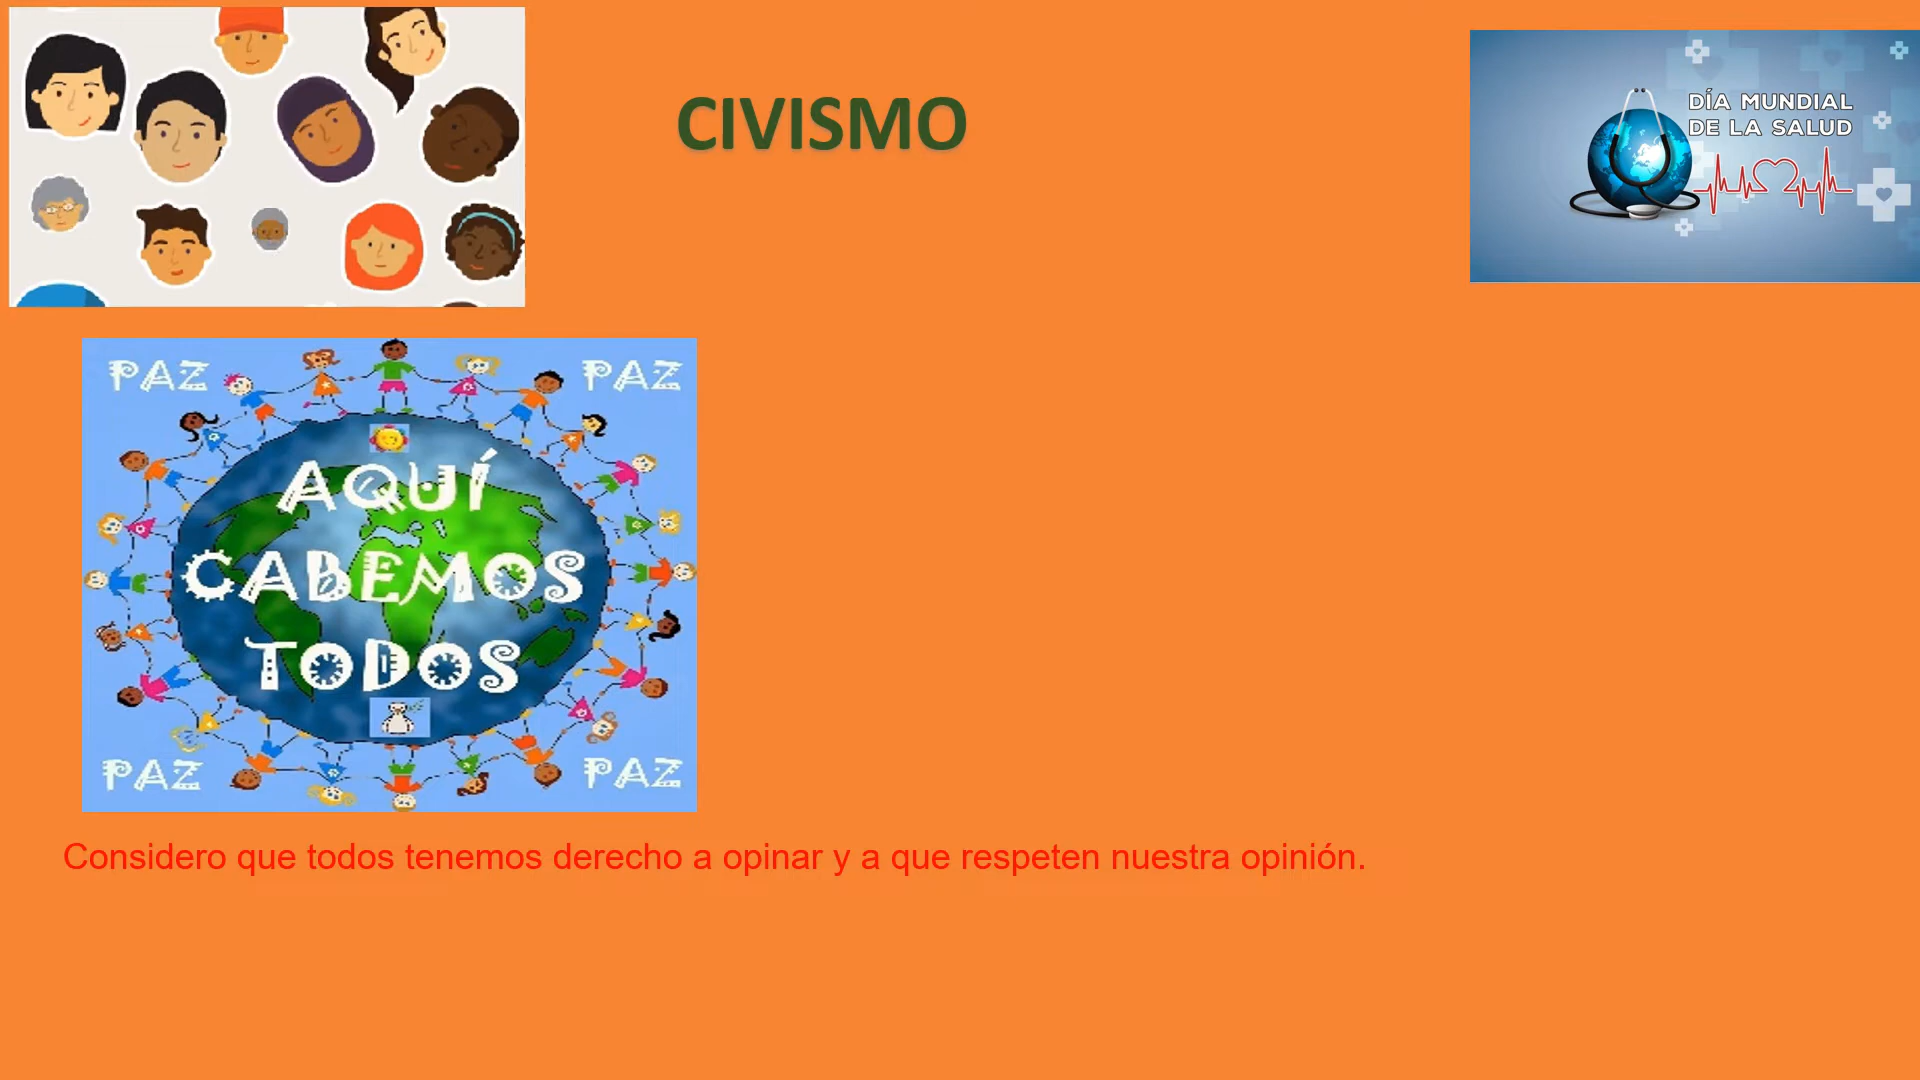 CIVISMO
DÍA MUNDIAL
DE LA SALUD
PAZ PAZ
AQUÍ
CABEMOS
TODOS
PAZ PAZ
Considero que todos tenemos derecho a opinar y a que respeten nuestra opinión.